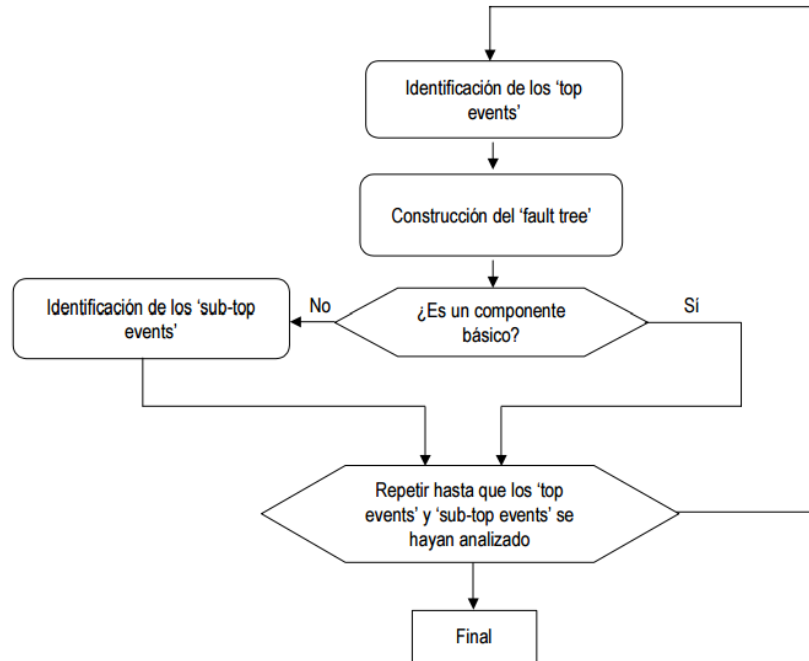 Identificación de los ‘top
events’
Construcción del ‘fault tree’
¿Es un componente
básico?
No
Sí
Identificación de los ‘sub-top
events’
Repetir hasta que los ‘top
events’ y ‘sub-top events’ se
hayan analizado
Final